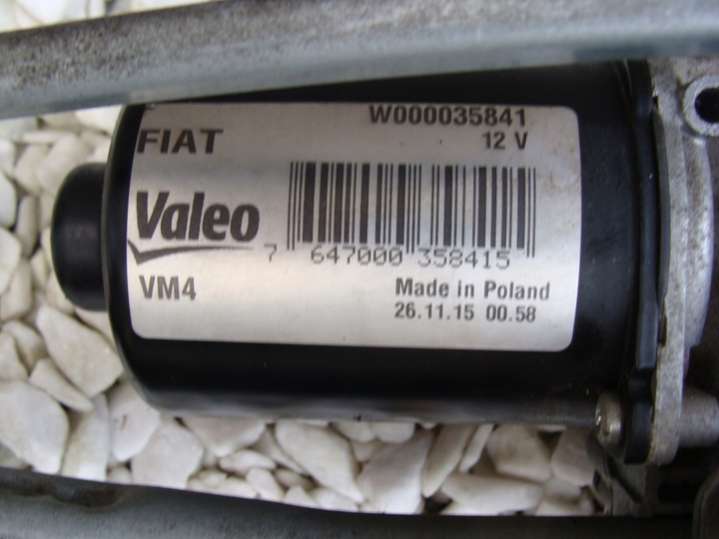 W000035841
FIAT 12 V
Valeo
7 647000 358415
VM4 Made in Poland
26.11.15 00.58